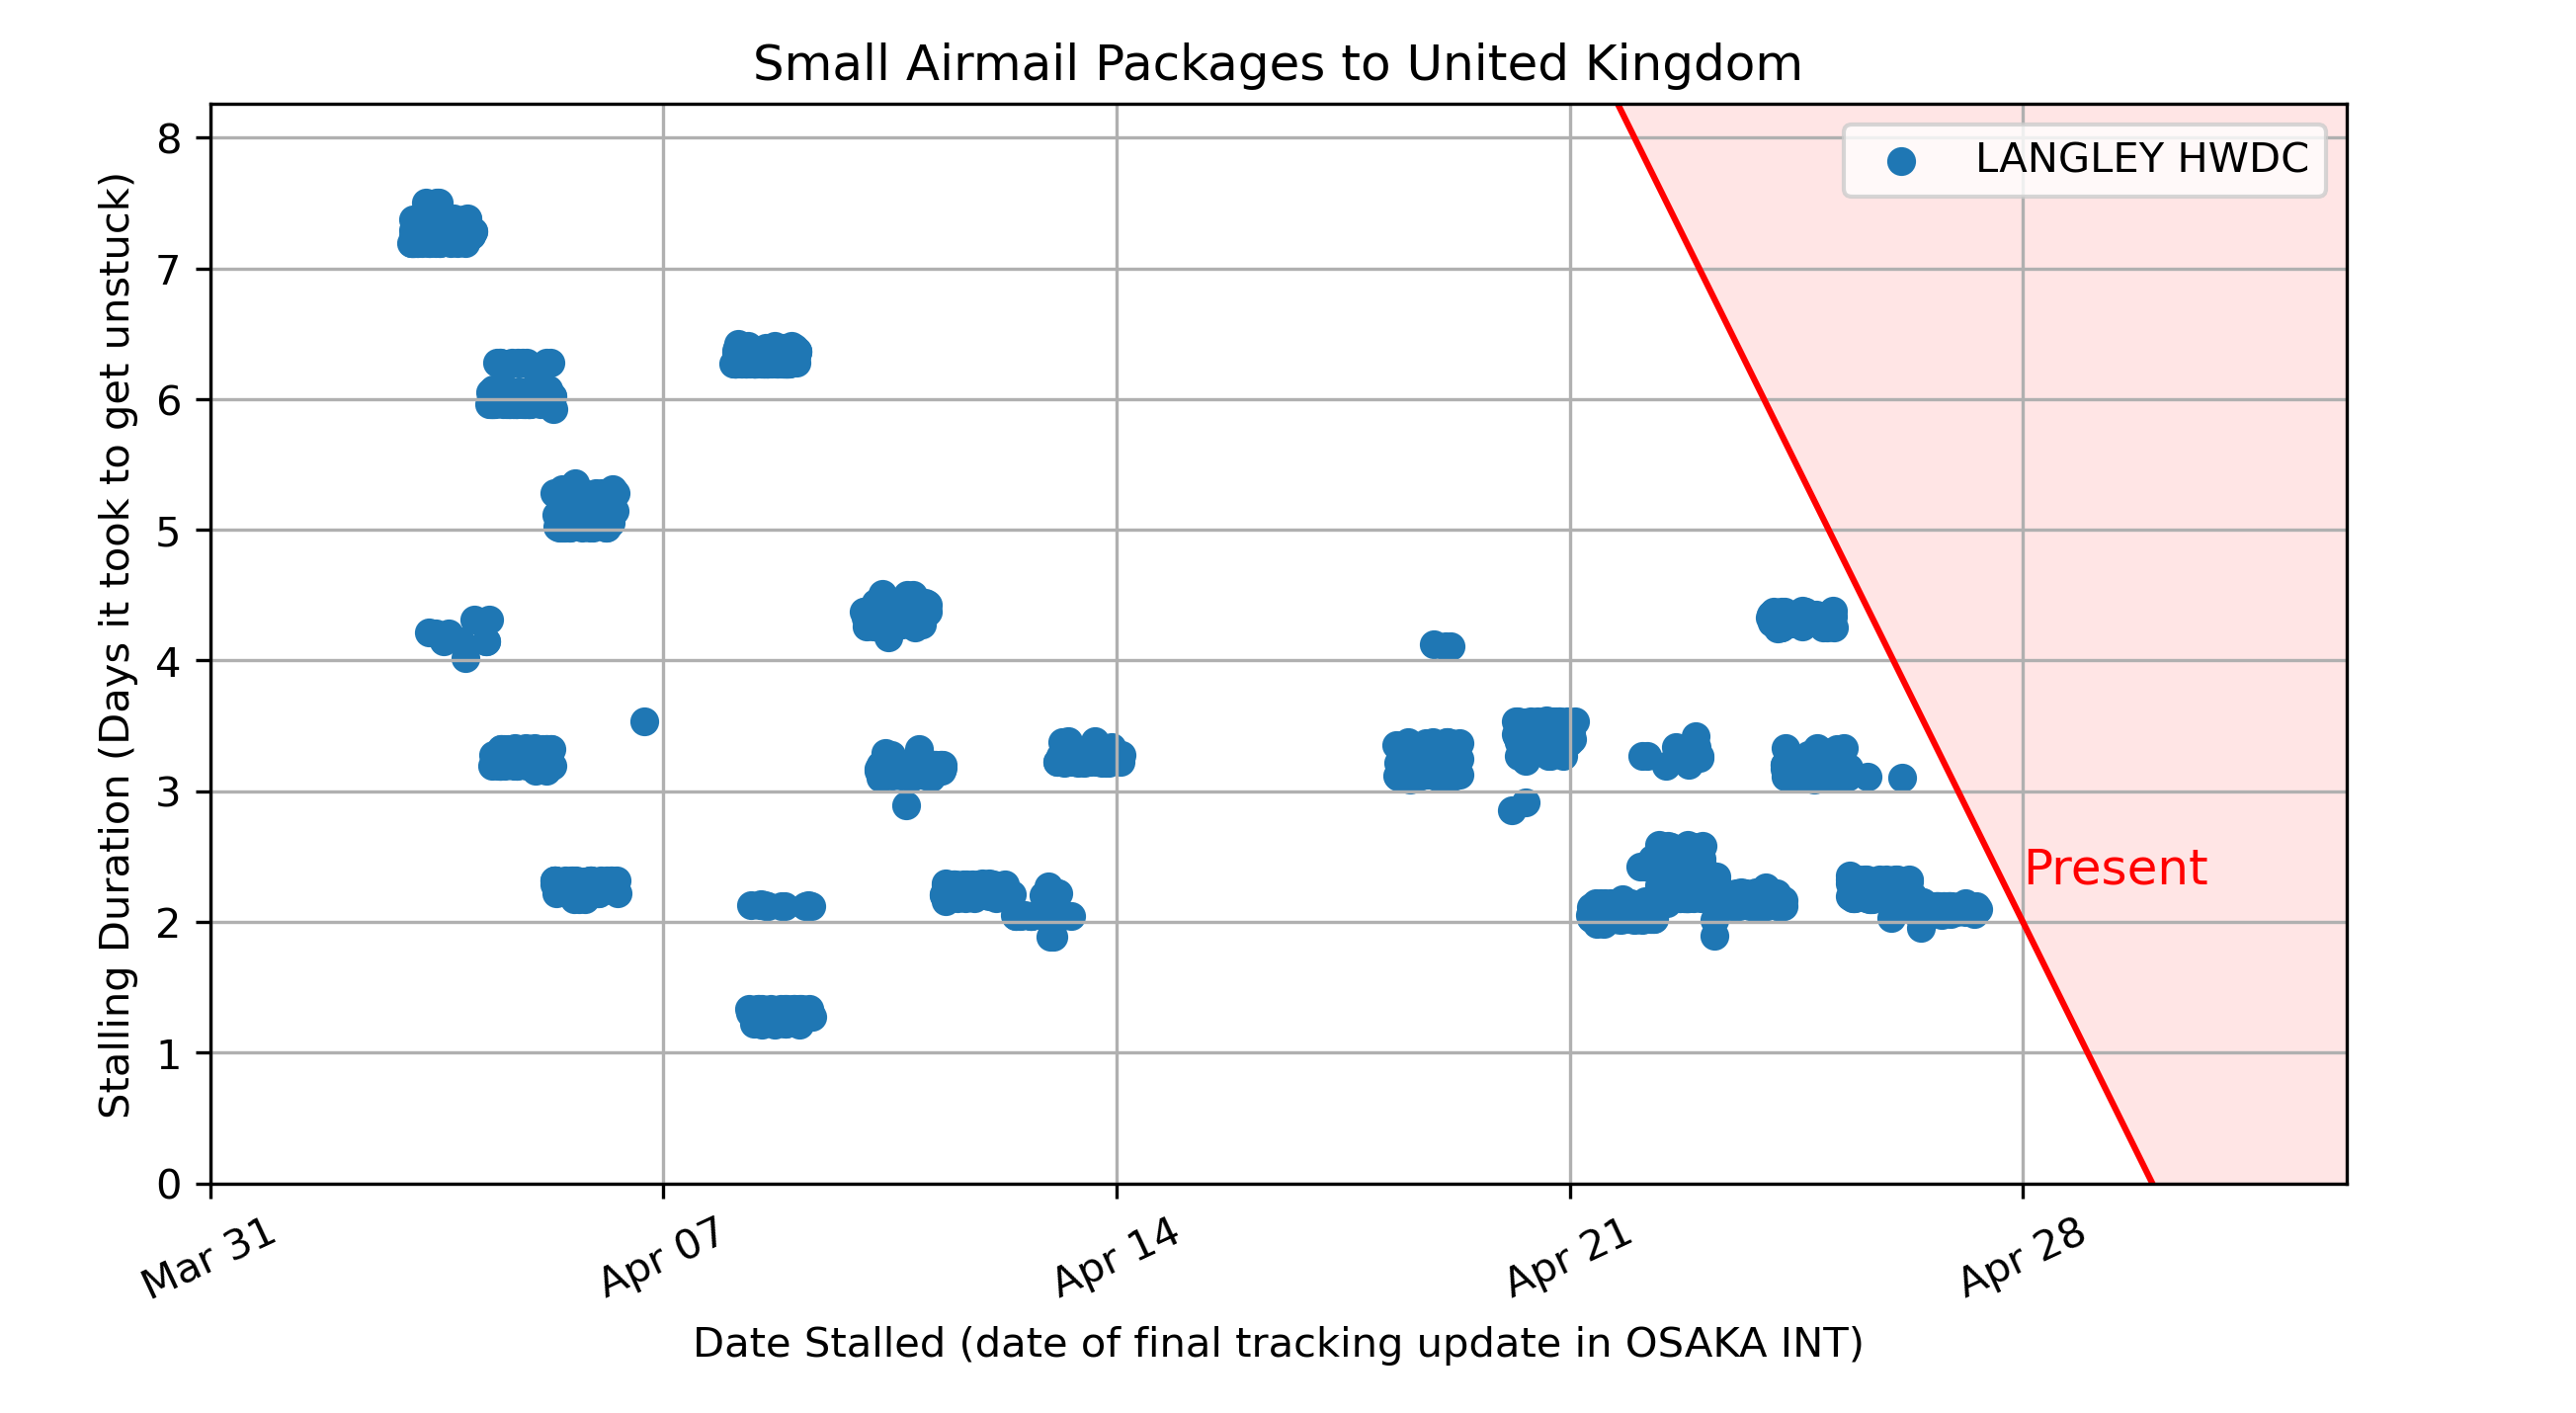 Small Airmail Packages to United Kingdom
Stalling Duration (Days it took to get unstuck)
8
7
6
5
4
3
2
1
0
LANGLEY HWDC
Present
Mar 31
Apr 07
Apr 14
Apr 21
Apr 28
Date Stalled (date of final tracking update in OSAKA INT)